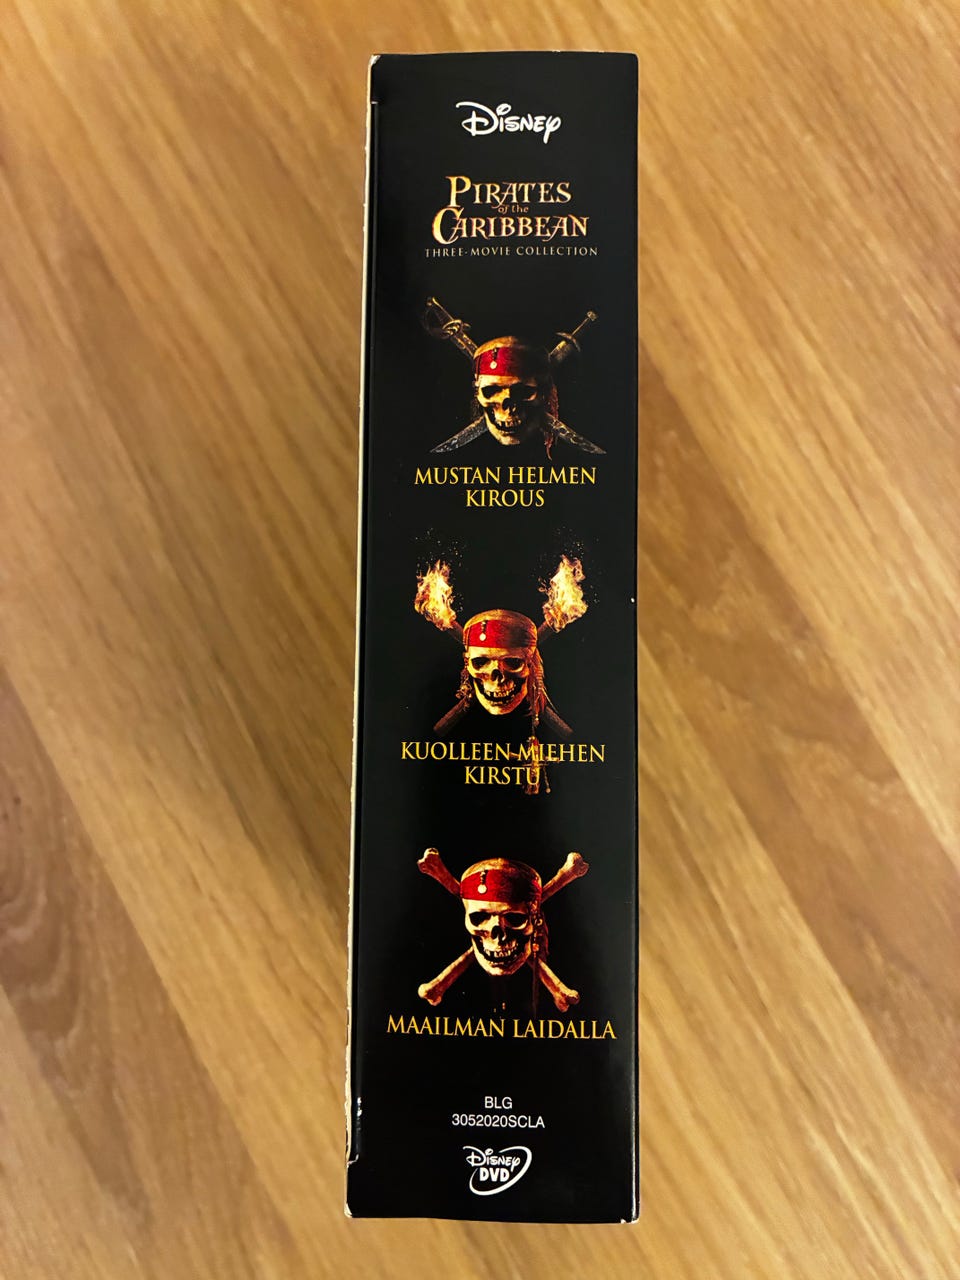 Disney
PIRATES
of the
CARIBBEAN
THREE-MOVIE COLLECTION
MUSTAN HELMEN
KIROUS
KUOLLEEN MIEHEN
KIRSTU
MAAILMAN LAIDALLA
BLG
3052020SCLA
Disney
DVD